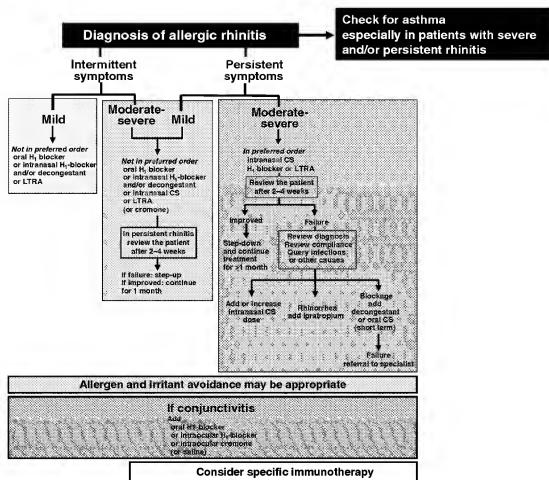 Diagnosis of allergic rhinitis
Check for asthma
especially in patients with severe
and/or persistent rhinitis
Intermittent
symptoms
Persistent
symptoms
Mild
Not in preferred order
oral H₁ blocker
or intranasal H₁-blocker
and/or decongestant
or LTRA
Moderate-
severe
Mild
Not in preferred order
oral H₁ blocker
or intranasal H₁-blocker
and/or decongestant
or intranasal CS
or LTRA
(or cromone)
In persistent rhinitis
review the patient
after 2–4 weeks
If failure: step-up
If improved: continue
for 1 month
Moderate-
severe
In preferred order
intranasal CS
H₁ blocker or LTRA
Review the patient
after 2–4 weeks
Improved
Step-down
and continue
treatment
for >1 month
Failure
Review diagnosis
Review compliance
Query infections
or other causes
Add or increase
intranasal CS
dose
Rhinorrhea
add ipratropium
Blockage
add
decongestant
or oral CS
(short term)
Failure
referral to specialist
Allergen and irritant avoidance may be appropriate
If conjunctivitis
Add
oral H1-blocker
or intraocular H₁-blocker
or intraocular cromone
(or saline)
Consider specific immunotherapy